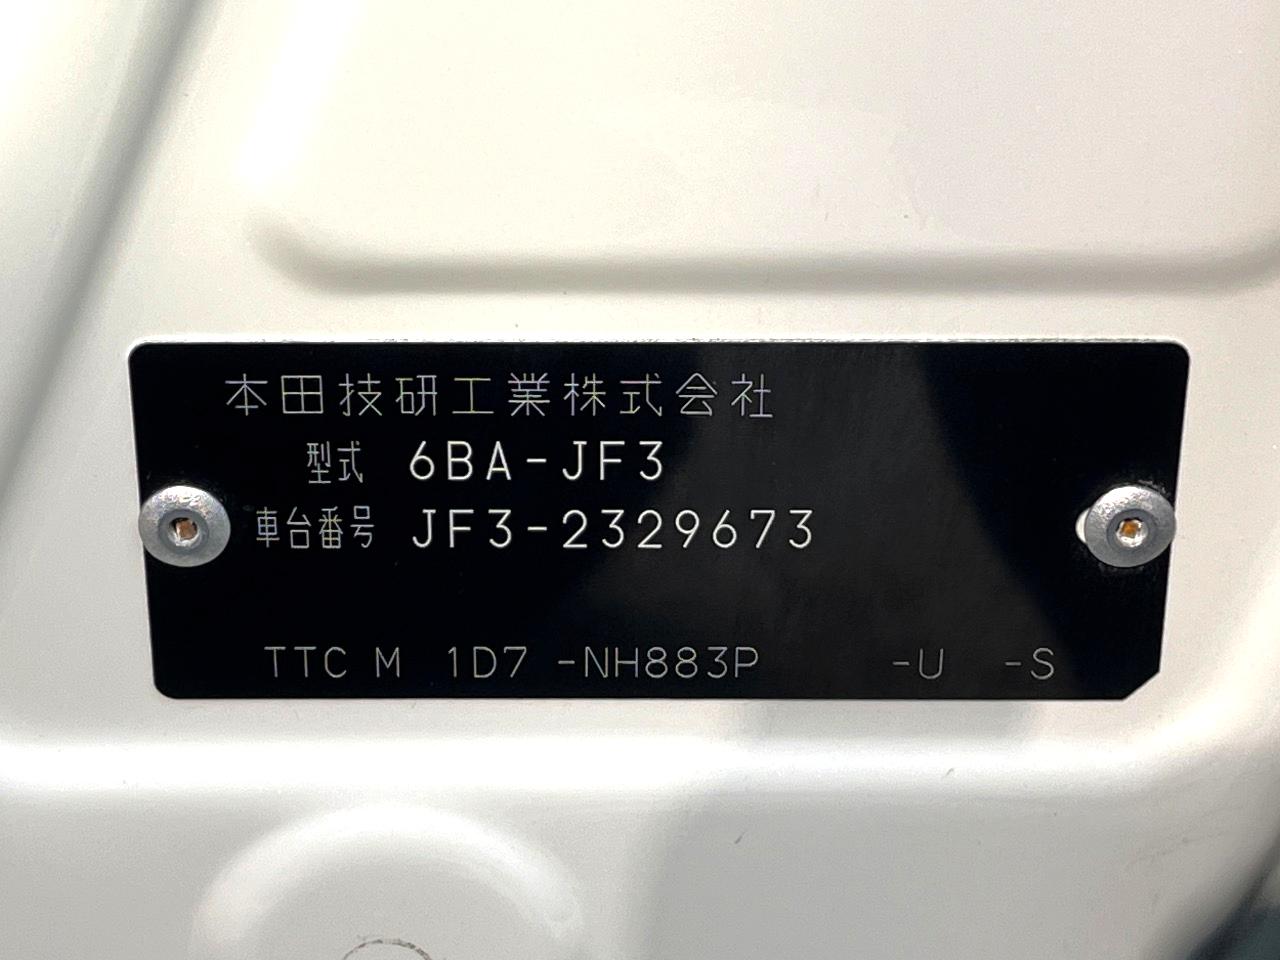 本田技研工業株式会社
型式 6BA-JF3
車台番号 JF3-2329673
TTC M 1D7 -NH883P -U -S